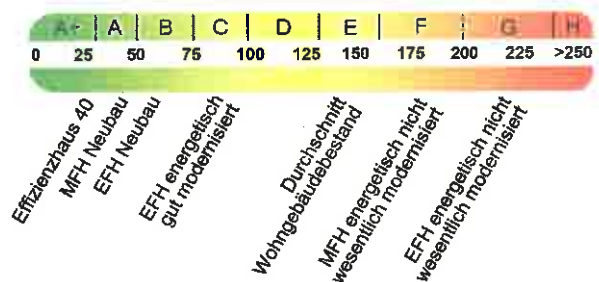 A+ A B C D E F G H
0 25 50 75 100 125 150 175 200 225 >250
Effizienzhaus 40
MFH Neubau
EFH Neubau
EFH energetisch
gut modernisiert
Durchschnitt
Wohngebäudebestand
MFH energetisch nicht
wesentlich modernisiert
EFH energetisch nicht
wesentlich modernisiert